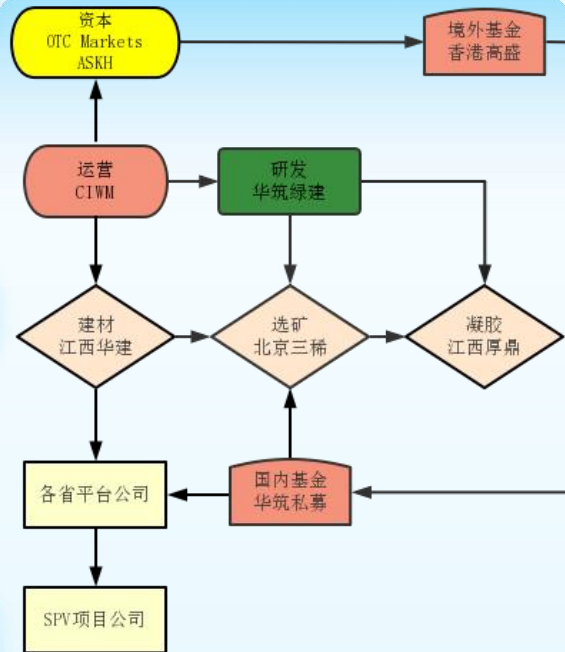 资本
OTC Markets
ASKH
境外基金
香港高盛
运营
CIWM
研发
华筑绿建
建材
江西华建
选矿
北京三稀
凝胶
江西厚鼎
各省平台公司
国内基金
华筑私募
SPV项目公司